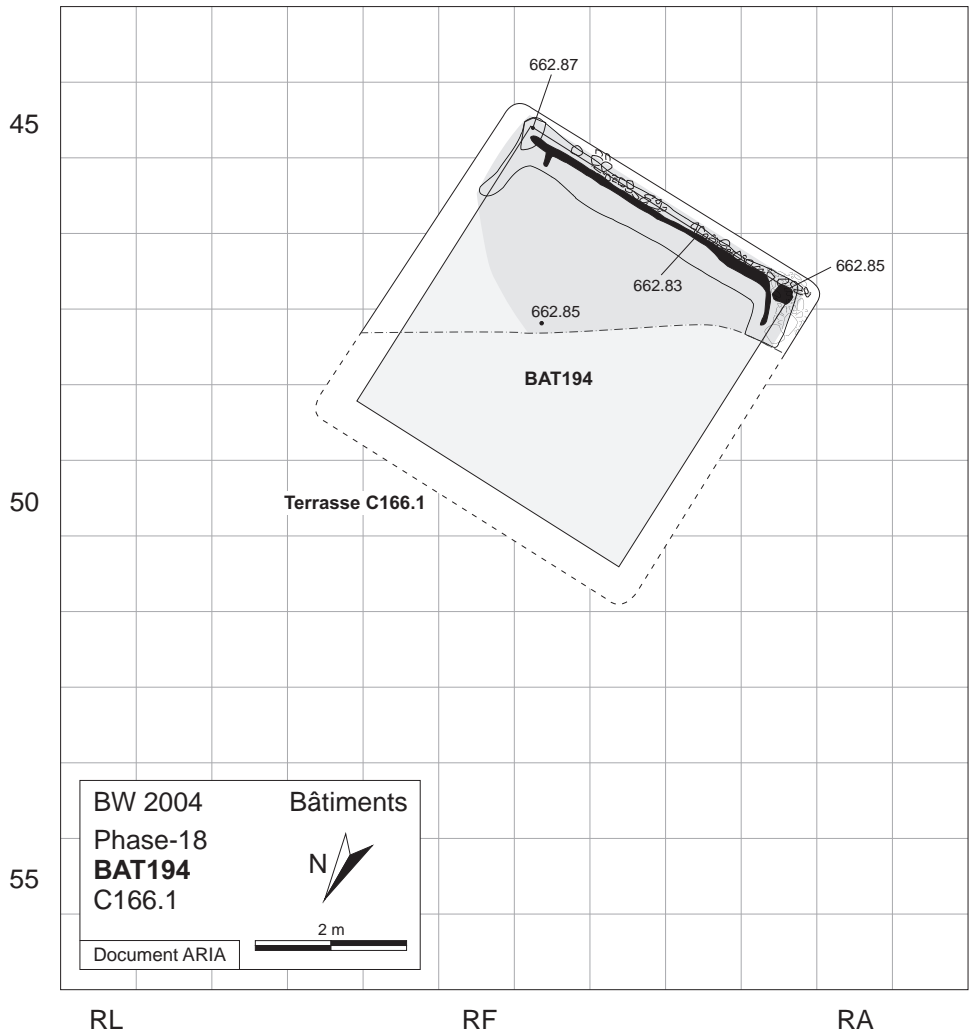 662.87
45
662.85
662.83
662.85
BAT194
50
Terrasse C166.1
BW 2004 Bâtiments
Phase-18
BAT194
N
C166.1
55
2 m
Document ARIA
RL RF RA